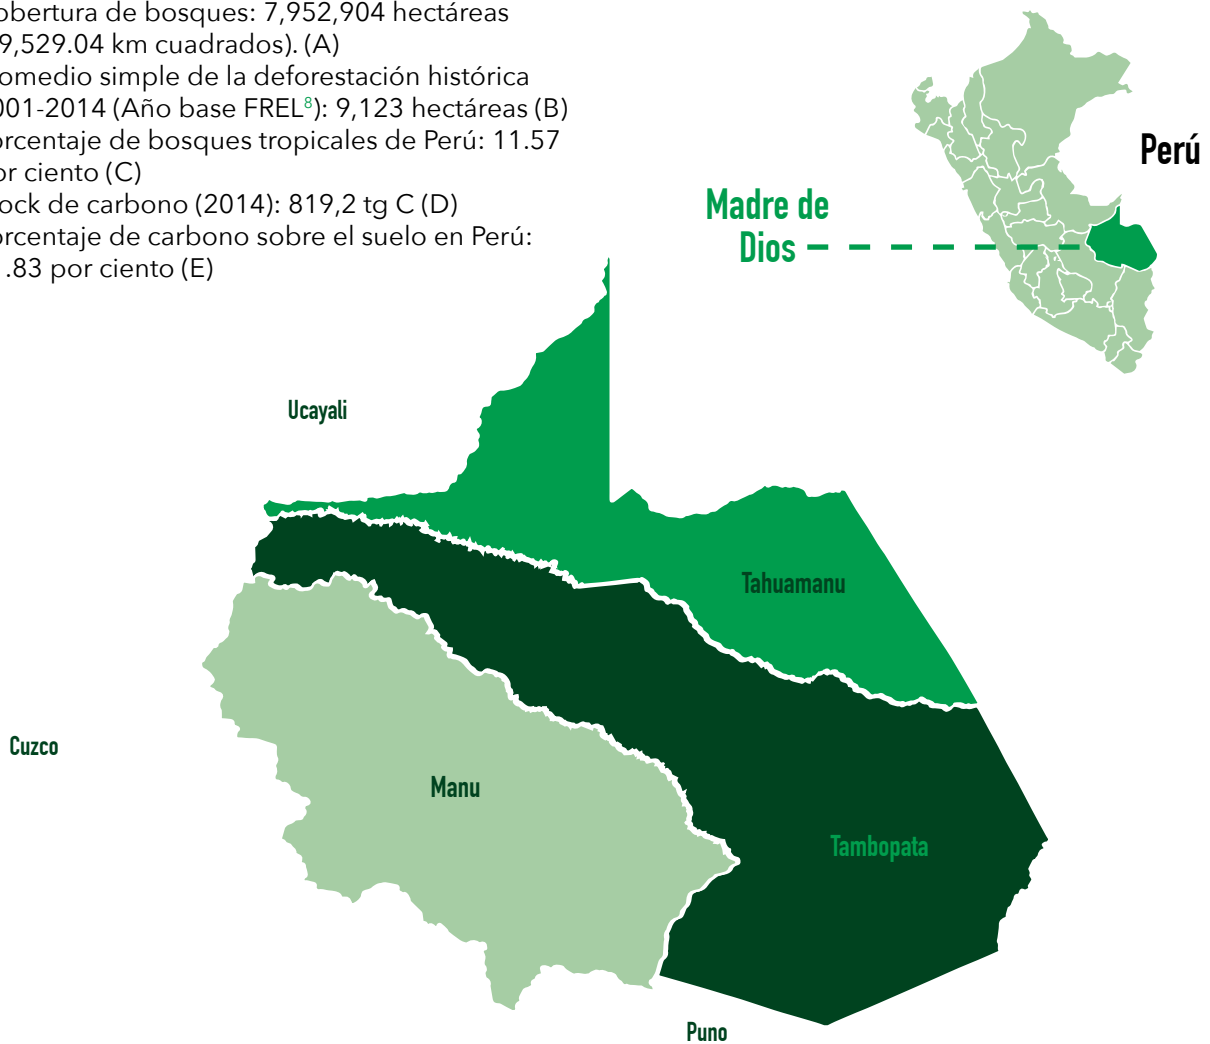 obertura de bosques: 7,952,904 hectáreas
9,529.04 km cuadrados). (A)
omedio simple de la deforestación histórica
001-2014 (Año base FREL8): 9,123 hectáreas (B)
orcentaje de bosques tropicales de Perú: 11.57
or ciento (C)
ock de carbono (2014): 819,2 tg C (D)
orcentaje de carbono sobre el suelo en Perú:
.83 por ciento (E)
Perú
Madre de
Dios
Ucayali
Tahuamanu
Cuzco
Manu
Tambopata
Puno